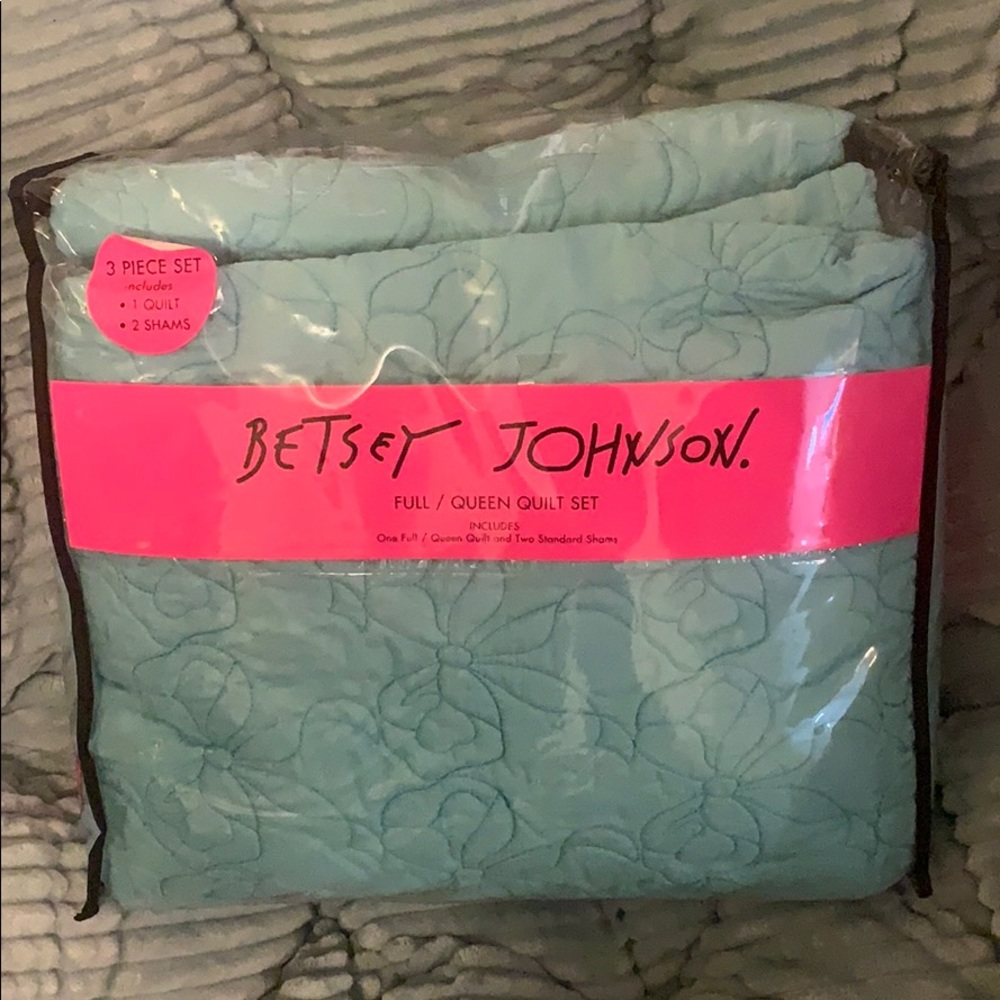 3 PIECE SET
includes
• 1 QUILT
• 2 SHAMS
BETSEY JOHNSON.
FULL / QUEEN QUILT SET
INCLUDES
One Full / Queen Quilt and Two Standard Shams